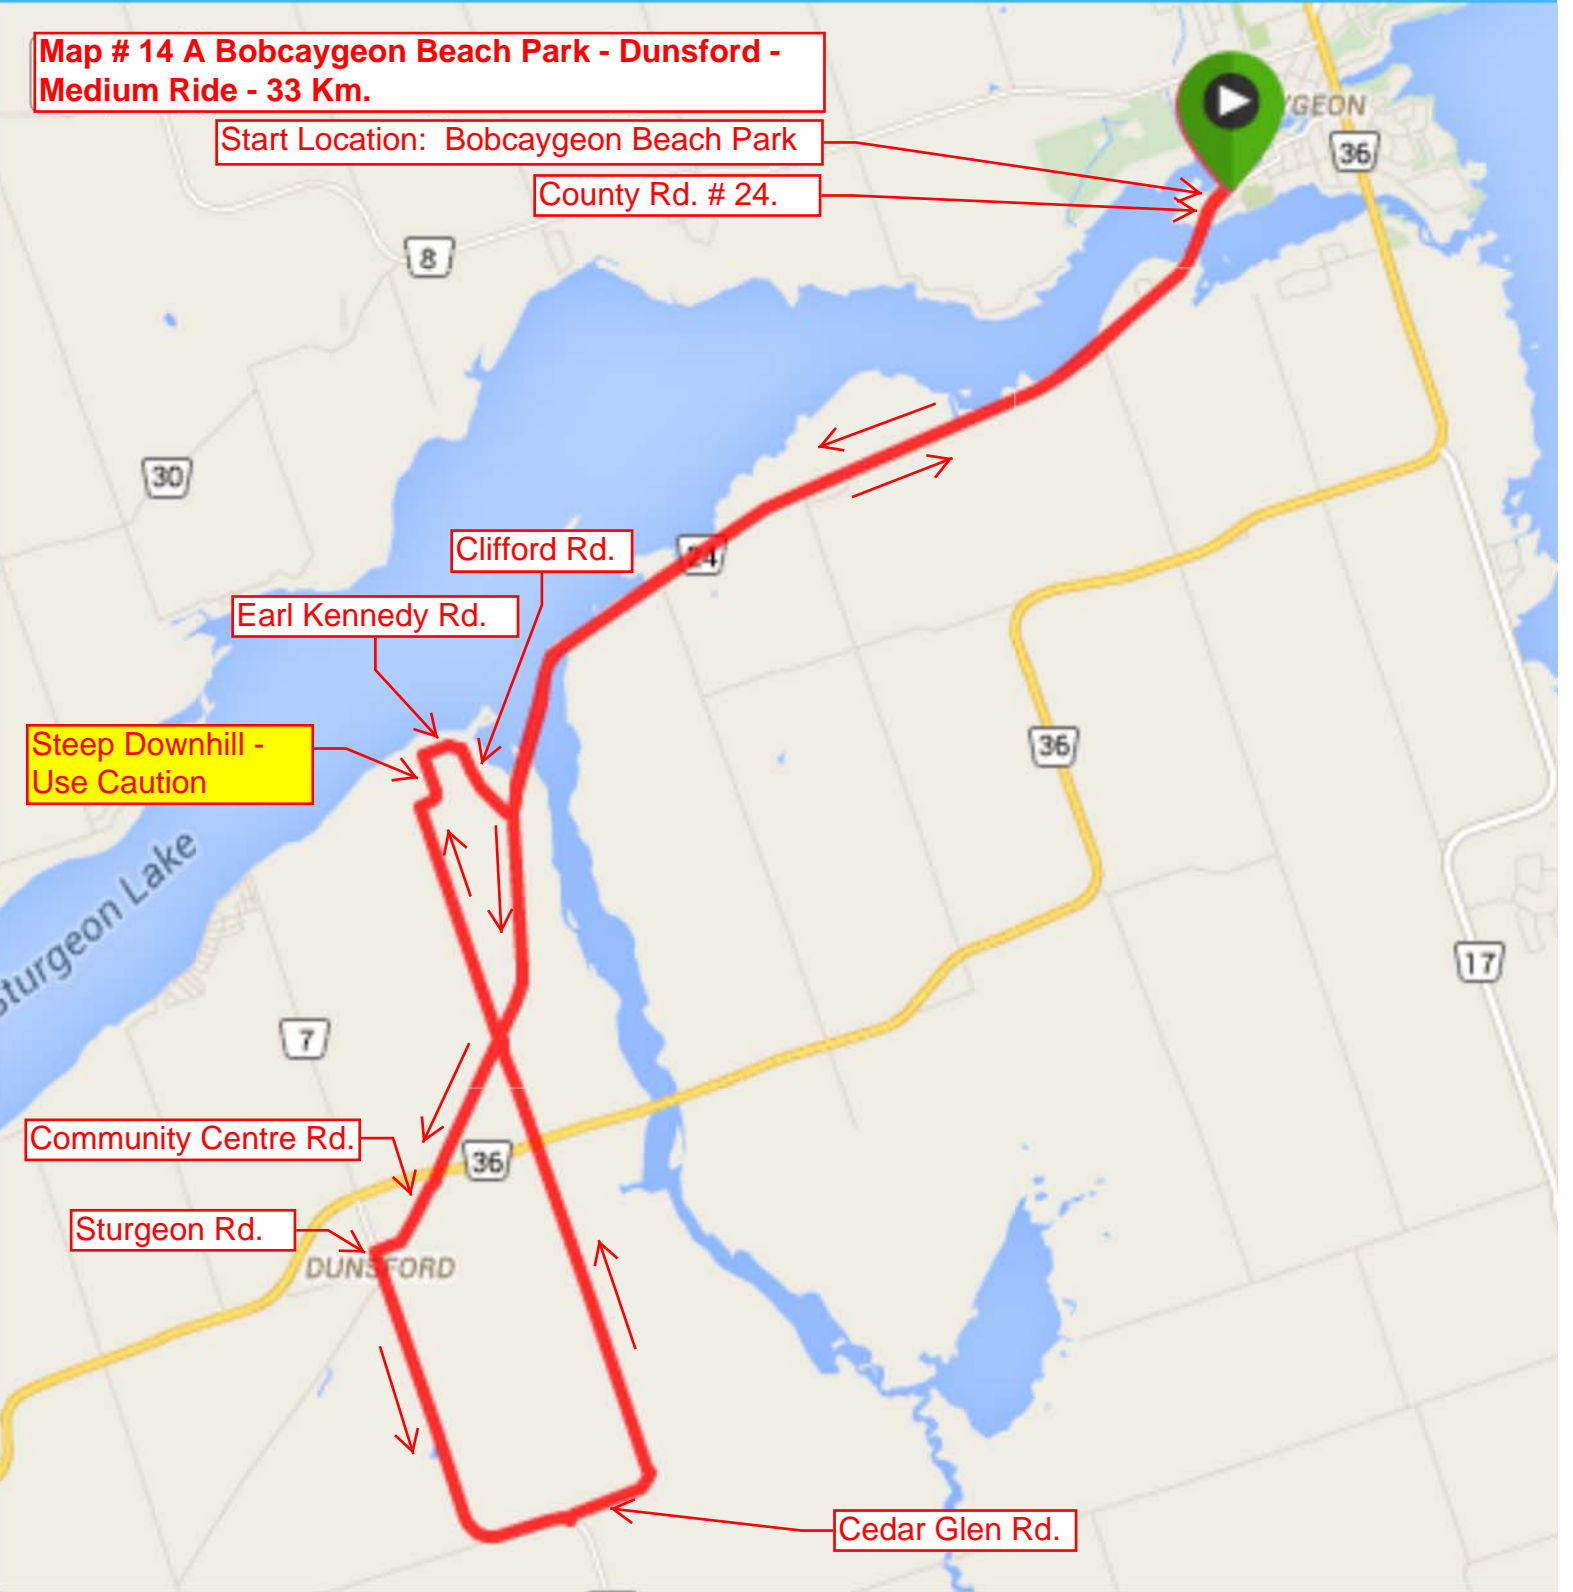 Map # 14 A Bobcaygeon Beach Park - Dunsford -
Medium Ride - 33 Km.
Start Location:  Bobcaygeon Beach Park
YGEON
36
County Rd. # 24.
8
30
Clifford Rd.
24
Earl Kennedy Rd.
Steep Downhill -
Use Caution
36
Sturgeon Lake
17
7
Community Centre Rd.
36
Sturgeon Rd.
DUNSFORD
Cedar Glen Rd.